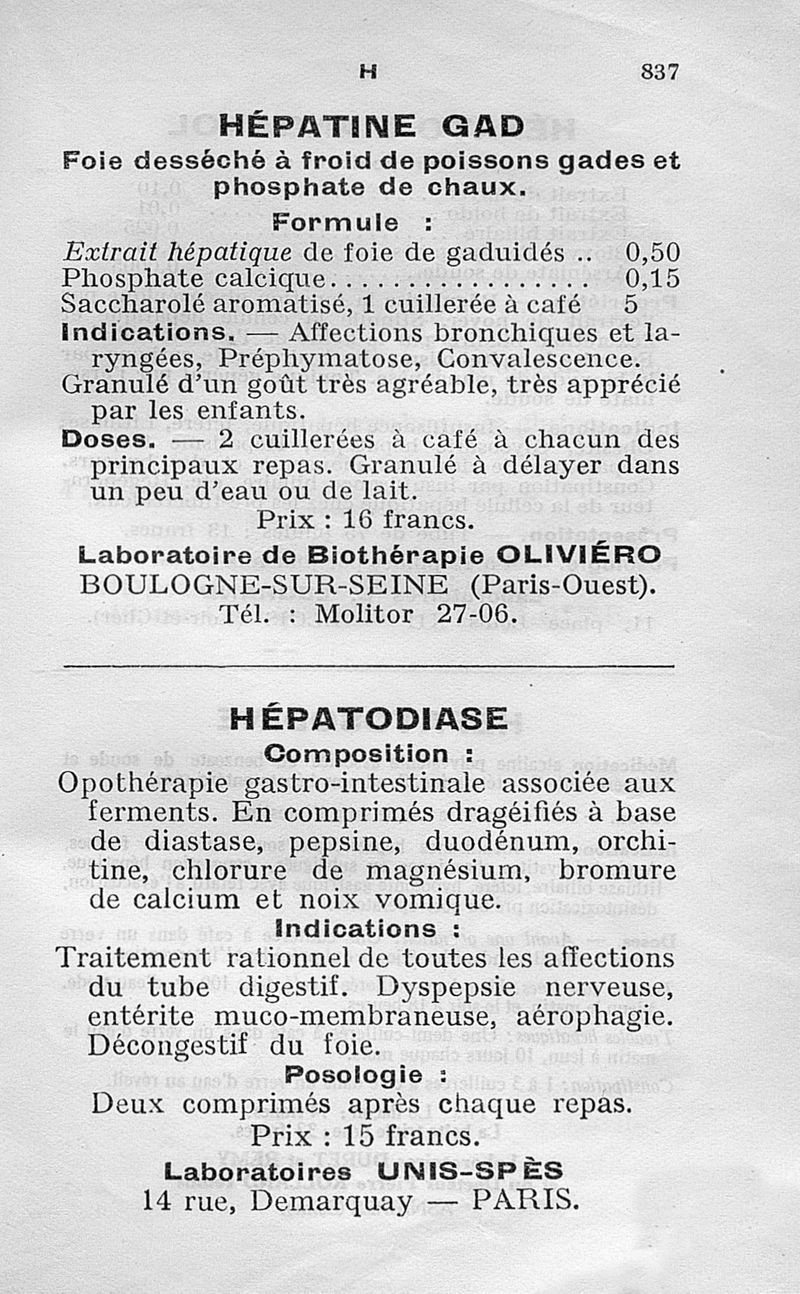 H 837
HÉPATINE GAD
Foie desséché à froid de poissons gades et
phosphate de chaux.
Formule :
Extrait hépatique de foie de gaduidés .. 0,50
Phosphate calcique................. 0,15
Saccharolé aromatisé, 1 cuillerée à café 5
Indications. — Affections bronchiques et la-
ryngées, Préphymatose, Convalescence.
Granulé d'un goût très agréable, très apprécié
par les enfants.
Doses. — 2 cuillerées à café à chacun des
principaux repas. Granulé à délayer dans
un peu d'eau ou de lait.
Prix : 16 francs.
Laboratoire de Biothérapie OLIVIÉRO
BOULOGNE-SUR-SEINE (Paris-Ouest).
Tél. : Molitor 27-06.
HÉPATODIASE
Composition :
Opothérapie gastro-intestinale associée aux
ferments. En comprimés dragéifiés à base
de diastase, pepsine, duodénum, orchi-
tine, chlorure de magnésium, bromure
de calcium et noix vomique.
Indications :
Traitement rationnel de toutes les affections
du tube digestif. Dyspepsie nerveuse,
entérite muco-membraneuse, aérophagie.
Décongestif du foie.
Posologie :
Deux comprimés après chaque repas.
Prix : 15 francs.
Laboratoires UNIS-SPÈS
14 rue, Demarquay — PARIS.